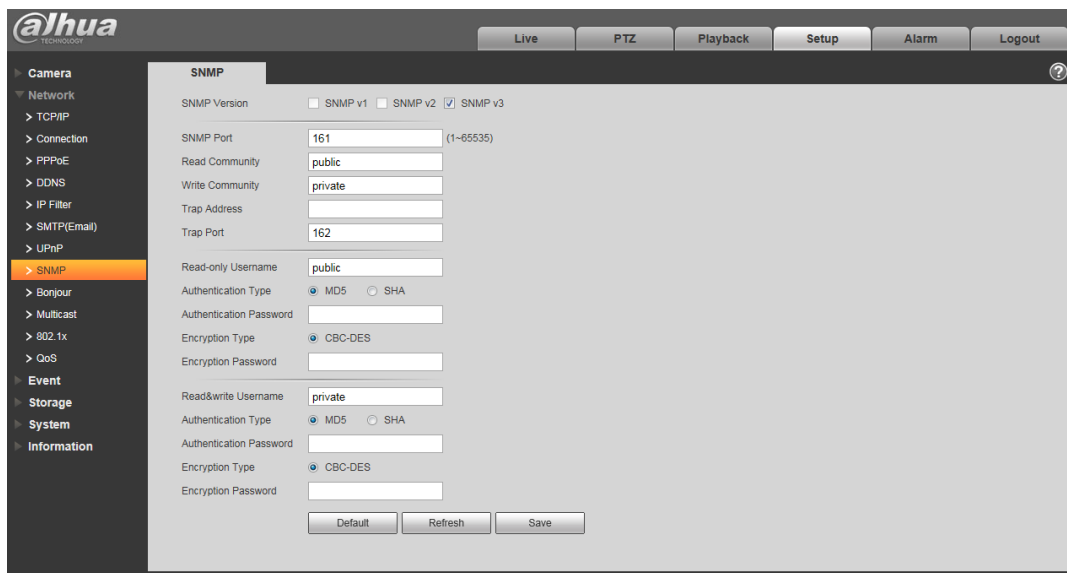 alhua
TECHNOLOGY
Live PTZ Playback Setup Alarm Logout
Camera
Network
> TCP/IP
> Connection
> PPPoE
> DDNS
> IP Filter
> SMTP(Email)
> UPnP
> SNMP
> Bonjour
> Multicast
> 802.1x
> QoS
Event
Storage
System
Information
SNMP
?
SNMP Version SNMP v1 SNMP v2 SNMP v3
SNMP Port 161 (1~65535)
Read Community public
Write Community private
Trap Address
Trap Port 162
Read-only Username public
Authentication Type MD5 SHA
Authentication Password
Encryption Type CBC-DES
Encryption Password
Read&write Username private
Authentication Type MD5 SHA
Authentication Password
Encryption Type CBC-DES
Encryption Password
Default Refresh Save